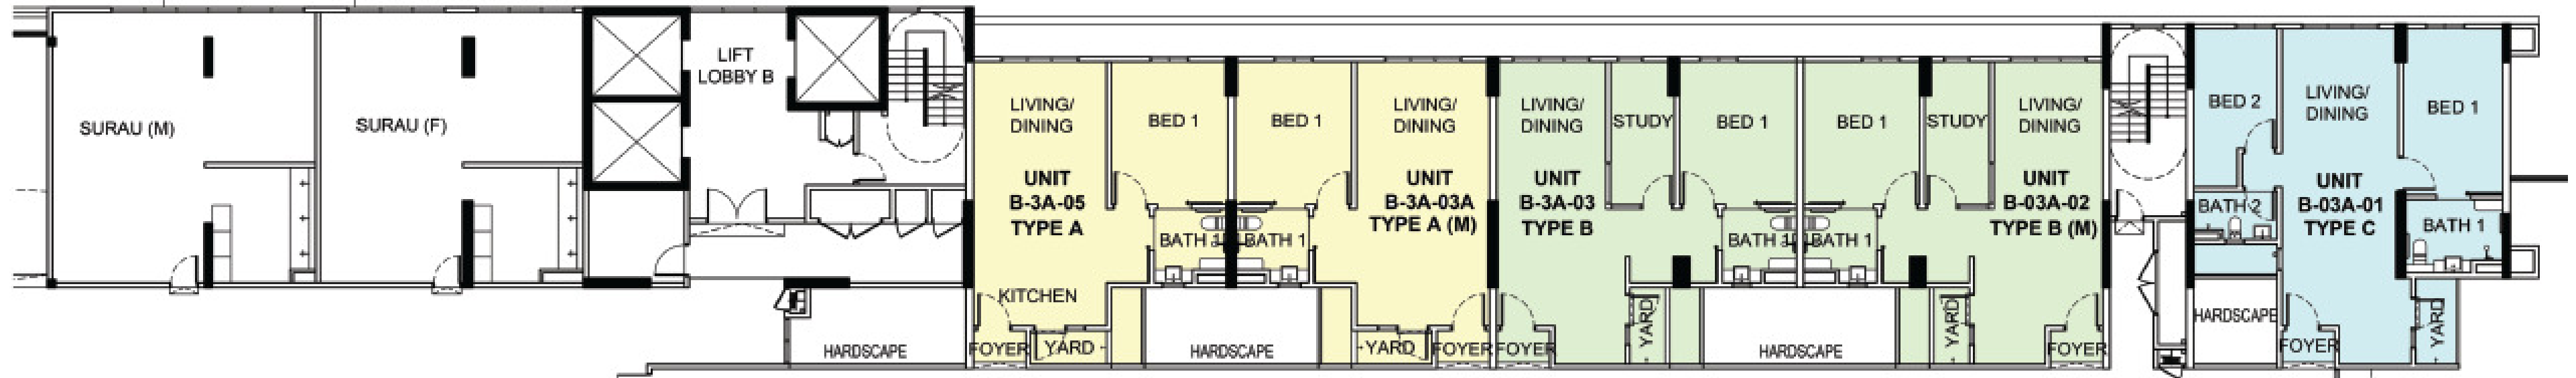 SURAU (M)
SURAU (F)
LIFT
LOBBY B
LIVING/
DINING
UNIT
B-3A-05
TYPE A
KITCHEN
FOYER
YARD
BED 1
BATH 1
HARDSCAPE
HARDSCAPE
BED 1
BATH 1
LIVING/
DINING
UNIT
B-3A-03A
TYPE A (M)
YARD
FOYER
LIVING/
DINING
UNIT
B-3A-03
TYPE B
FOYER
STUDY
YARD
BED 1
BATH 1
HARDSCAPE
BED 1
BATH 1
STUDY
YARD
LIVING/
DINING
UNIT
B-03A-02
TYPE B (M)
FOYER
BED 2
BATH 2
HARDSCAPE
LIVING/
DINING
UNIT
B-03A-01
TYPE C
FOYER
BED 1
BATH 1
YARD